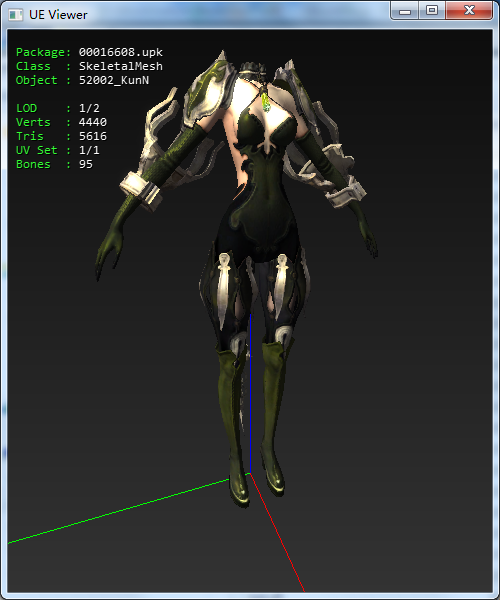 UE Viewer
Package: 00016608.upk
Class : SkeletalMesh
Object : 52002_KunN
LOD : 1/2
Verts : 4440
Tris : 5616
UV Set : 1/1
Bones : 95